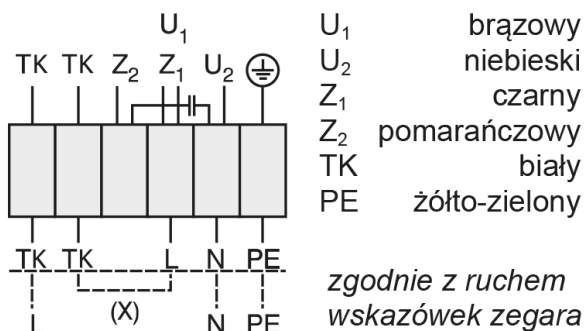 U₁
TK TK Z₂ Z₁ U₂
TK TK L N PE
(X)
L N PE
U₁ brązowy
U₂ niebieski
Z₁ czarny
Z₂ pomarańczowy
TK biały
PE żółto-zielony
zgodnie z ruchem
wskazówek zegara